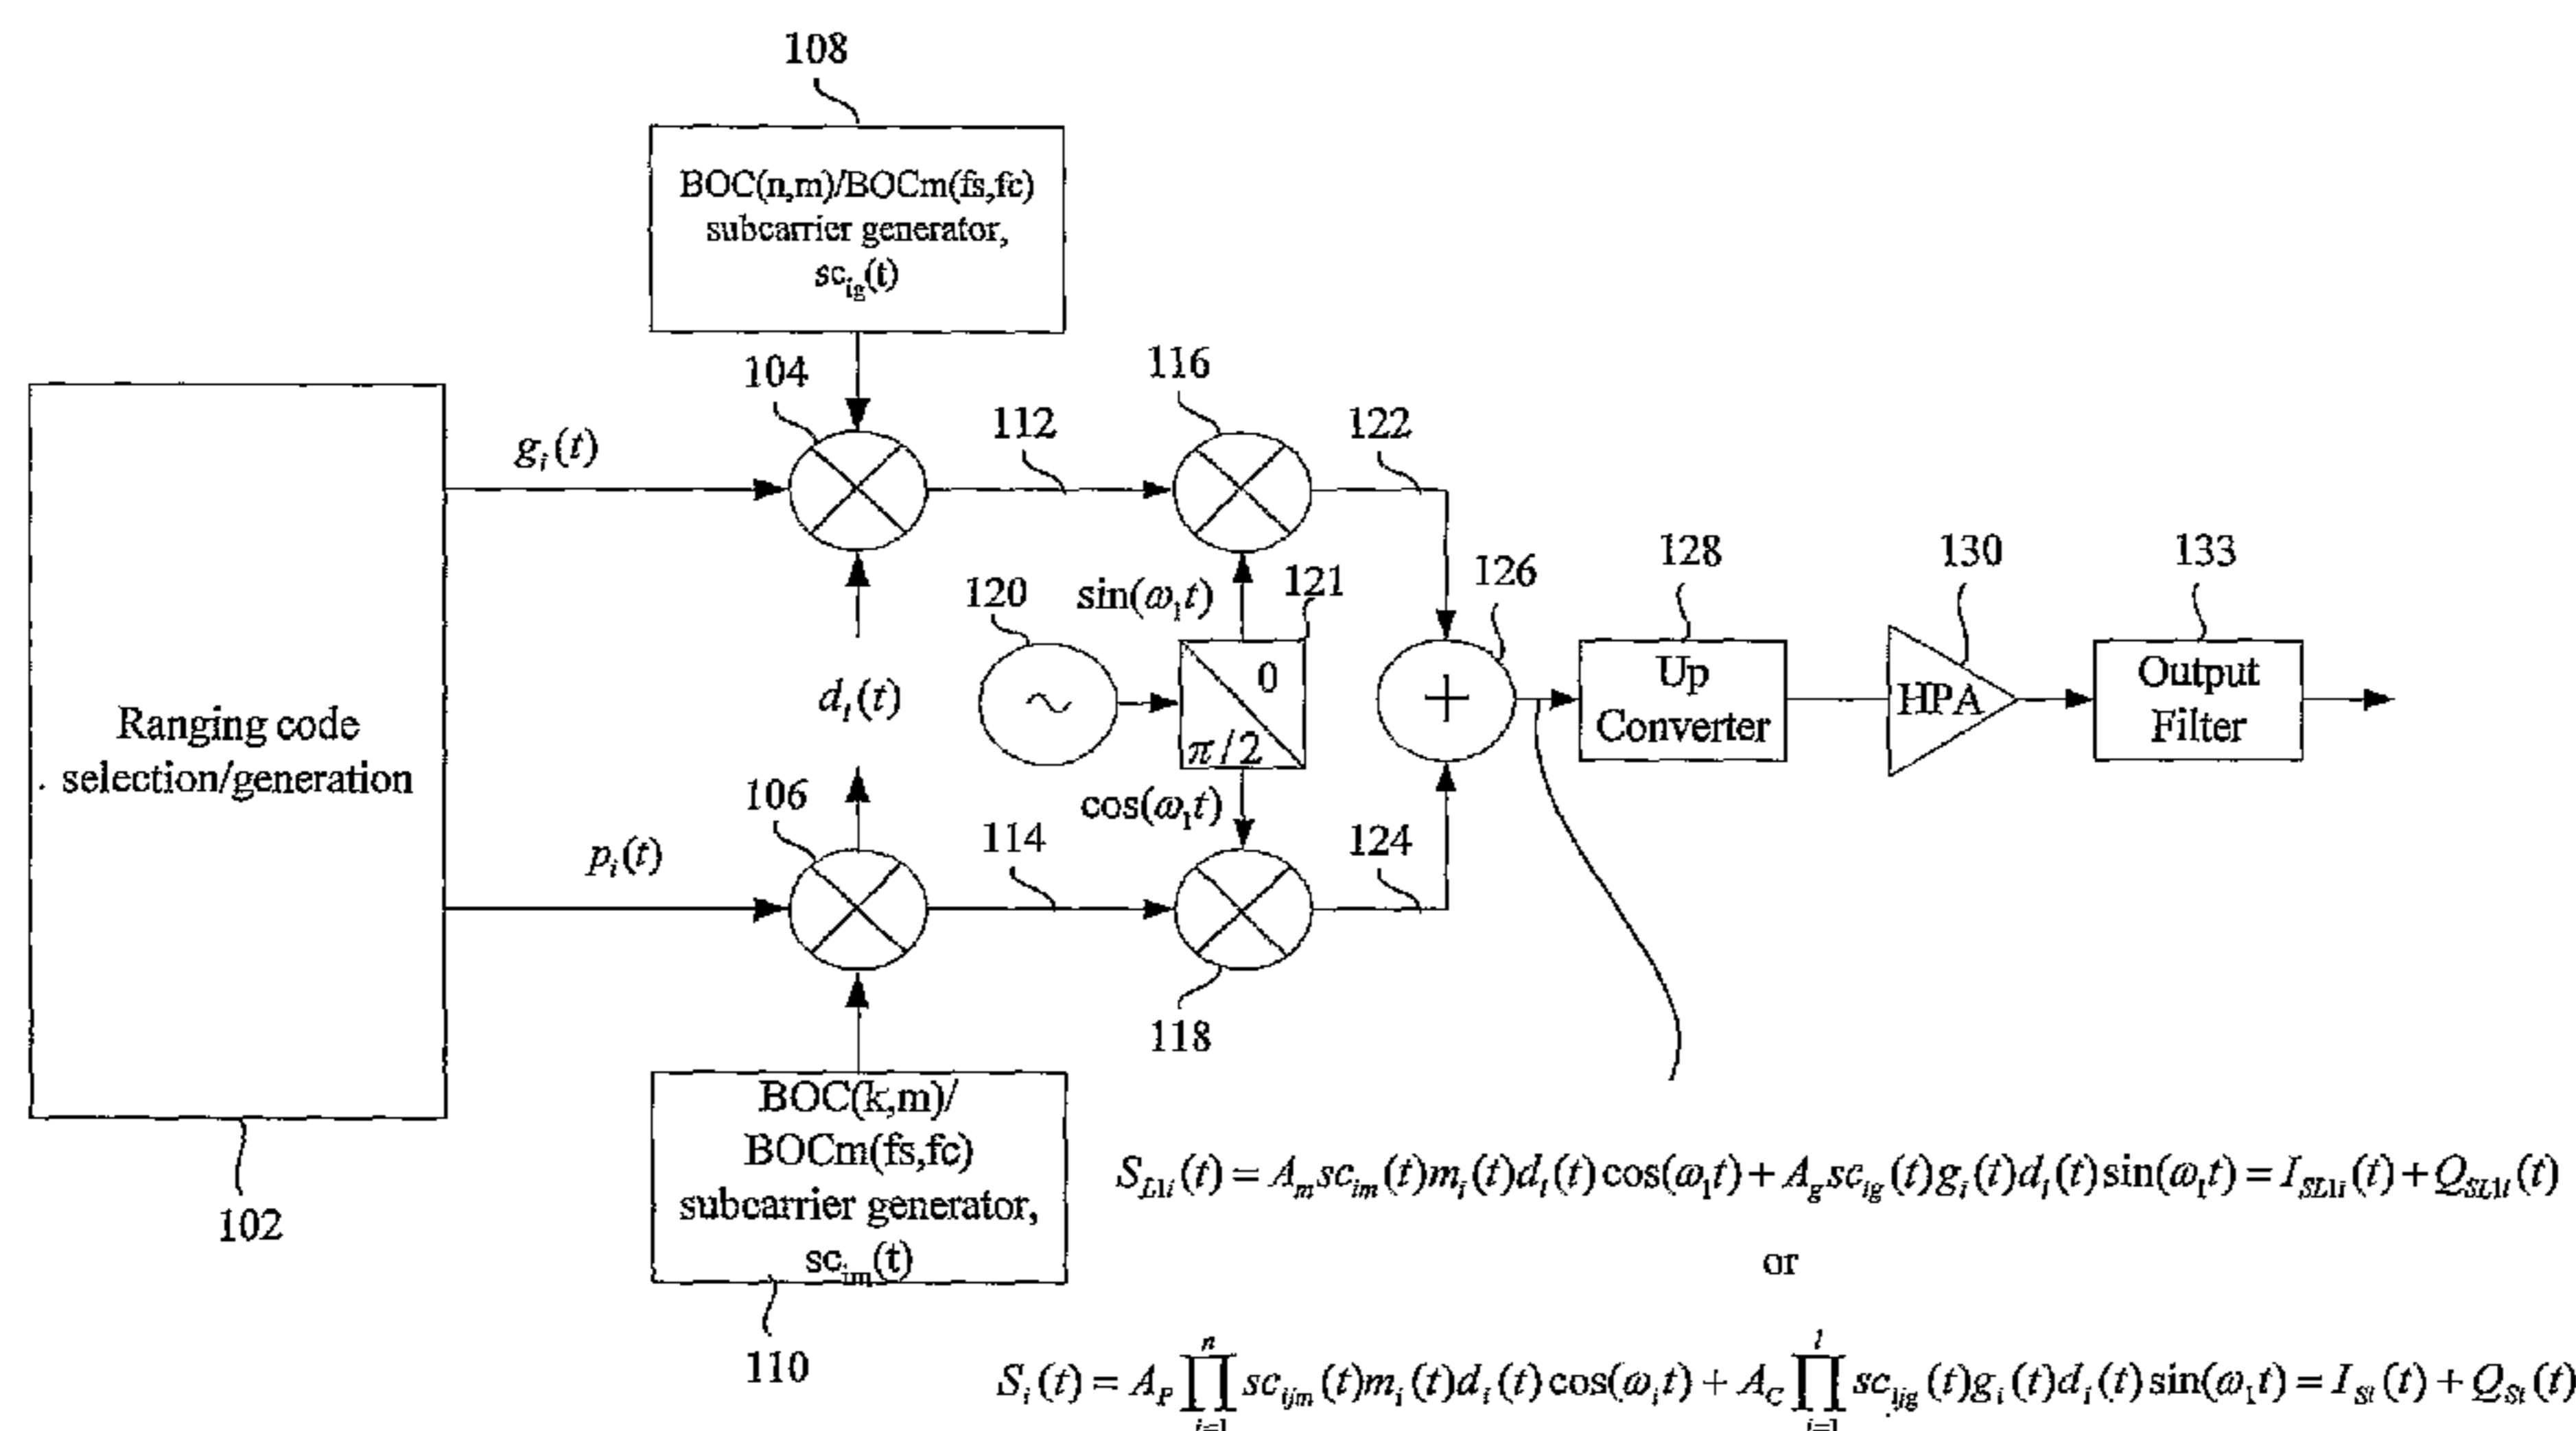 108
BOC(n,m)/BOCm(fs,fc)
subcarrier generator,
sc_ig(t)
104
116
g_i(t)
112
122
Ranging code
selection/generation
d_i(t)
120
sin(ω_1t)
121
0
π/2
cos(ω_1t)
126
+
128
Up
Converter
130
HPA
133
Output
Filter
106
p_i(t)
114
124
118
BOC(k,m)/
BOCm(fs,fc)
subcarrier generator,
sc_im(t)
102
110
S_L1i(t) = A_m sc_im(t)m_i(t)d_i(t)cos(ω_1t) + A_g sc_ig(t)g_i(t)d_i(t)sin(ω_1t) = I_SL1i(t) + Q_SL1i(t)
or
S_i(t) = A_P ∏_{j=1}^{n} sc_ijm(t)m_i(t)d_i(t)cos(ω_it) + A_C ∏_{j=1}^{l} sc_ijg(t)g_i(t)d_i(t)sin(ω_1t) = I_Si(t) + Q_Si(t)